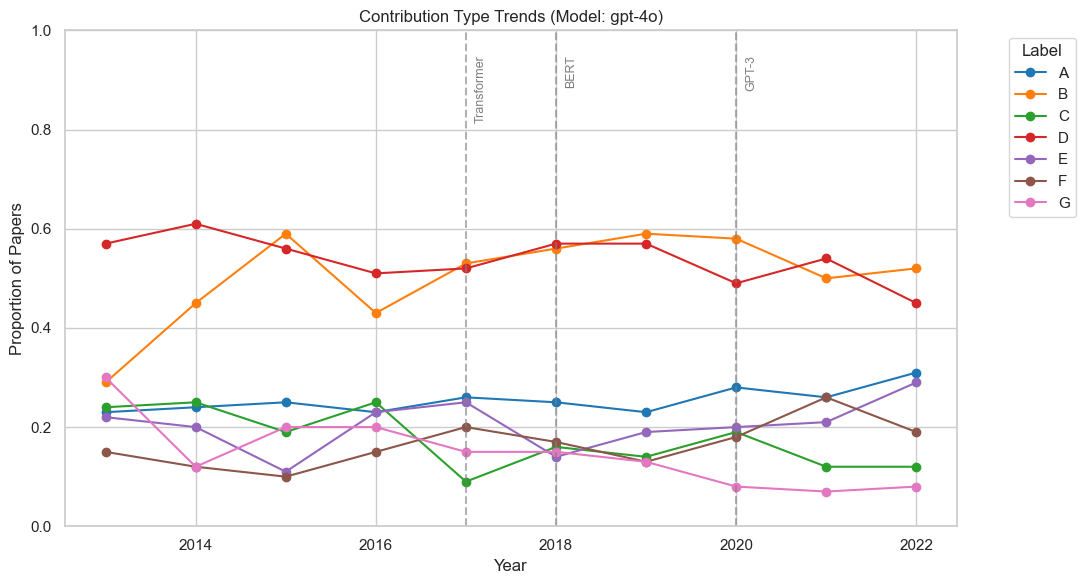 Contribution Type Trends (Model: gpt-4o)
Proportion of Papers
1.0
0.8
0.6
0.4
0.2
0.0
Transformer
BERT
GPT-3
2014
2016
2018
2020
2022
Year
Label
A
B
C
D
E
F
G